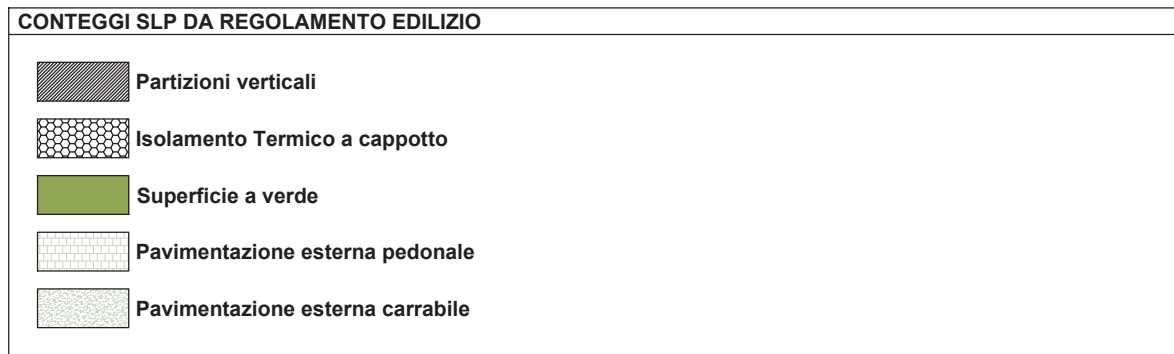 CONTEGGI SLP DA REGOLAMENTO EDILIZIO
Partizioni verticali
Isolamento Termico a cappotto
Superficie a verde
Pavimentazione esterna pedonale
Pavimentazione esterna carrabile